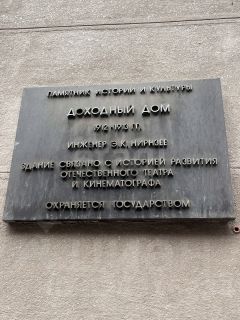 ПАМЯТНИК ИСТОРИИ И КУЛЬТУРЫ
ДОХОДНЫЙ ДОМ
1912-1913 ГГ.
ИНЖЕНЕР Э.К. НИРНЗЕЕ
ЗДАНИЕ СВЯЗАНО С ИСТОРИЕЙ РАЗВИТИЯ
ОТЕЧЕСТВЕННОГО ТЕАТРА
И КИНЕМАТОГРАФА
ОХРАНЯЕТСЯ ГОСУДАРСТВОМ